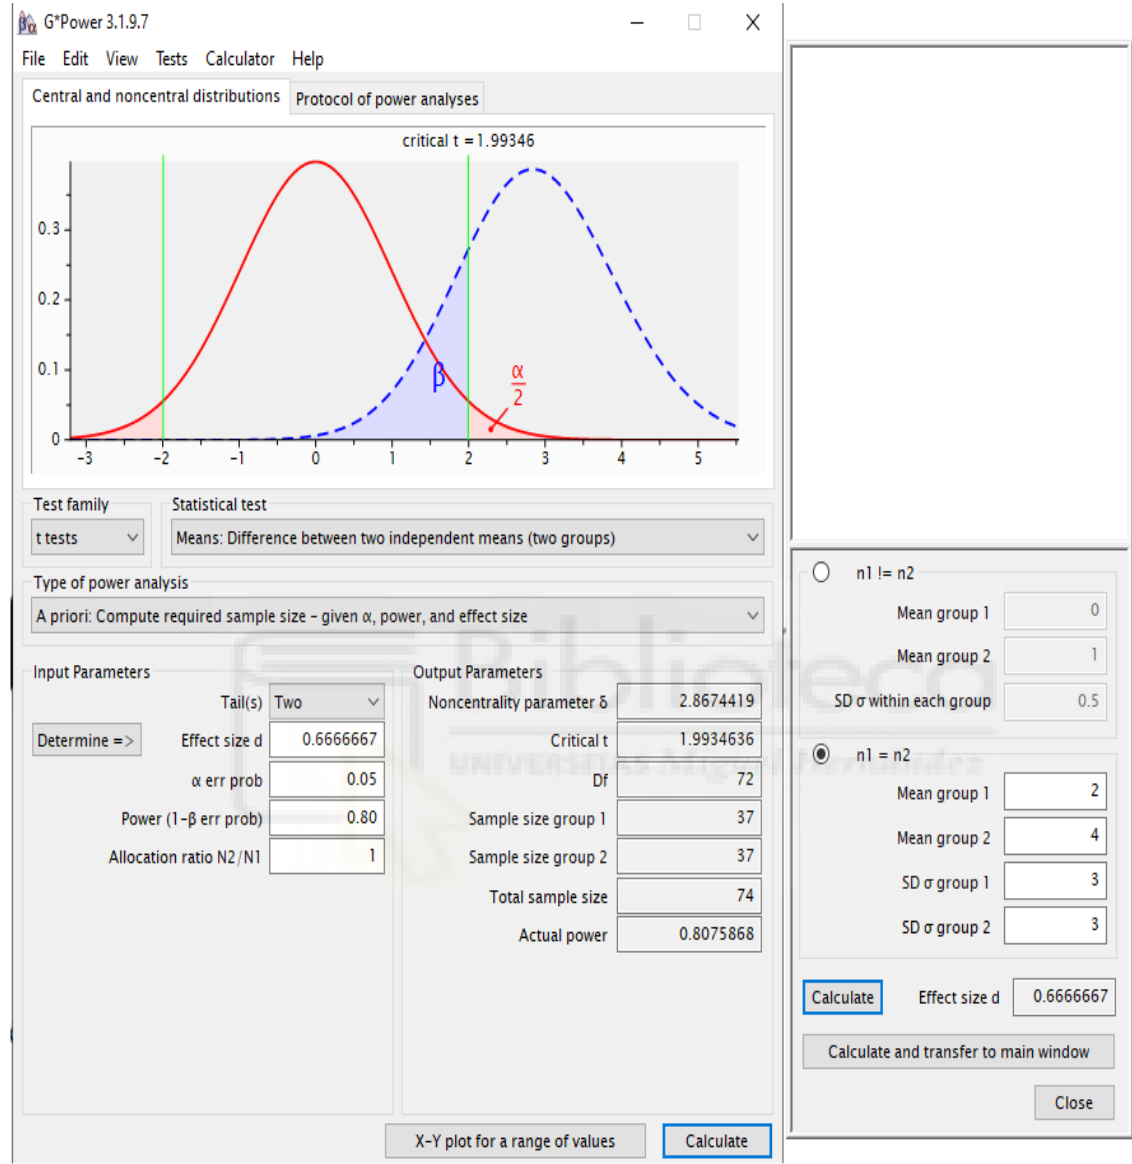 G*Power 3.1.9.7
File Edit View Tests Calculator Help
Central and noncentral distributions
Protocol of power analyses
critical t = 1.99346
0.3
0.2
0.1
0
β
α
2
-3 -2 -1 0 1 2 3 4 5
Test family
Statistical test
t tests
Means: Difference between two independent means (two groups)
Type of power analysis
A priori: Compute required sample size – given α, power, and effect size
Input Parameters
Tail(s) Two
Determine =>
Effect size d 0.6666667
α err prob 0.05
Power (1-β err prob) 0.80
Allocation ratio N2/N1 1
Output Parameters
Noncentrality parameter δ 2.8674419
Critical t 1.9934636
Df 72
Sample size group 1 37
Sample size group 2 37
Total sample size 74
Actual power 0.8075868
X-Y plot for a range of values
Calculate
n1 != n2
Mean group 1 0
Mean group 2 1
SD σ within each group 0.5
n1 = n2
Mean group 1 2
Mean group 2 4
SD σ group 1 3
SD σ group 2 3
Calculate
Effect size d 0.6666667
Calculate and transfer to main window
Close
Biblioteca
UNIVERSITAS Miguel Hernández